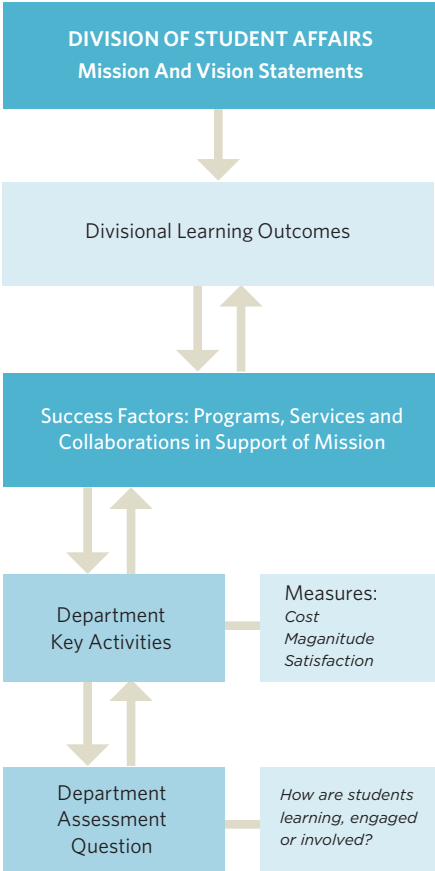 DIVISION OF STUDENT AFFAIRS
Mission And Vision Statements
Divisional Learning Outcomes
Success Factors: Programs, Services and
Collaborations in Support of Mission
Department
Key Activities
Measures:
Cost
Maganitude
Satisfaction
Department
Assessment
Question
How are students
learning, engaged
or involved?